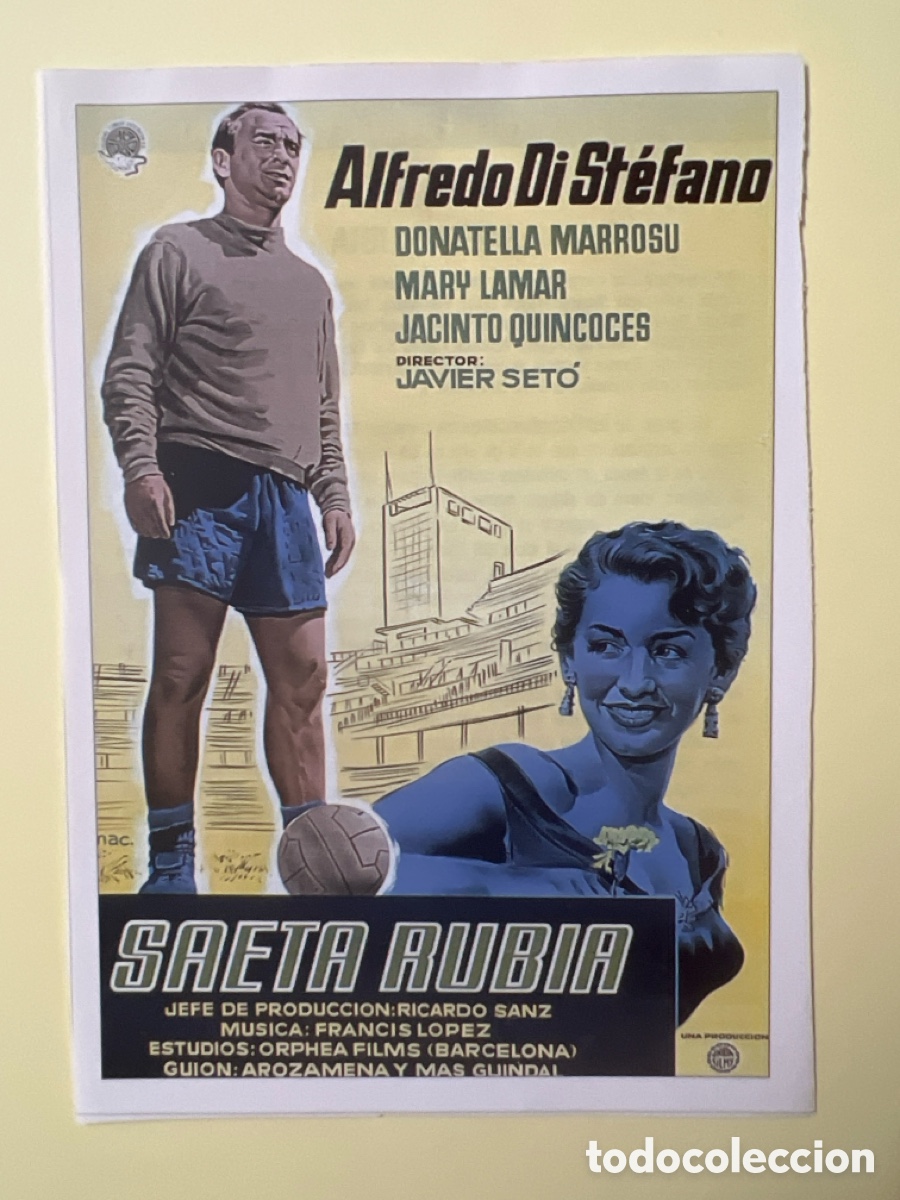 Alfredo Di Stéfano
DONATELLA MARROSU
MARY LAMAR
JACINTO QUINCOCES
DIRECTOR:
JAVIER SETÓ
mac.
SAETA RUBIA
JEFE DE PRODUCCION: RICARDO SANZ
MUSICA: FRANCIS LOPEZ
ESTUDIOS: ORPHEA FILMS (BARCELONA)
GUION: AROZAMENA Y MAS GUINDAL
UNA PRODUCCION
todocoleccion